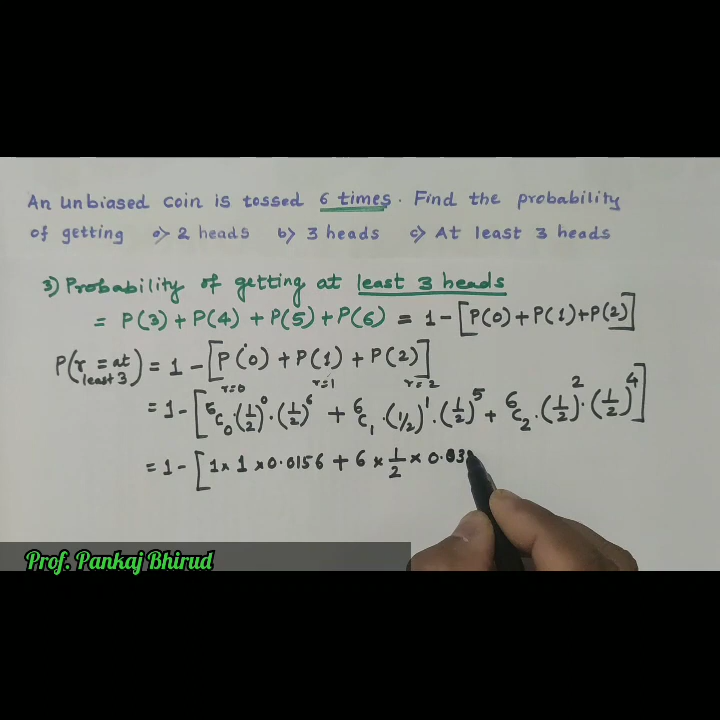 An unbiased coin is tossed 6 times. Find the probability
of getting a> 2 heads b> 3 heads c> At least 3 heads
3) Probability of getting at least 3 heads
= P(3) + P(4) + P(5) + P(6) = 1 - [P(0) + P(1) + P(2)]
P(r = at least 3) = 1 - [P(0) + P(1) + P(2)]
r=0 r=1 r=2
= 1 - [⁶C₀ · (1/2)⁰ · (1/2)⁶ + ⁶C₁ · (1/2)¹ · (1/2)⁵ + ⁶C₂ · (1/2)² · (1/2)⁴]
= 1 - [1 × 1 × 0.0156 + 6 × 1/2 × 0.03
Prof. Pankaj Bhirud